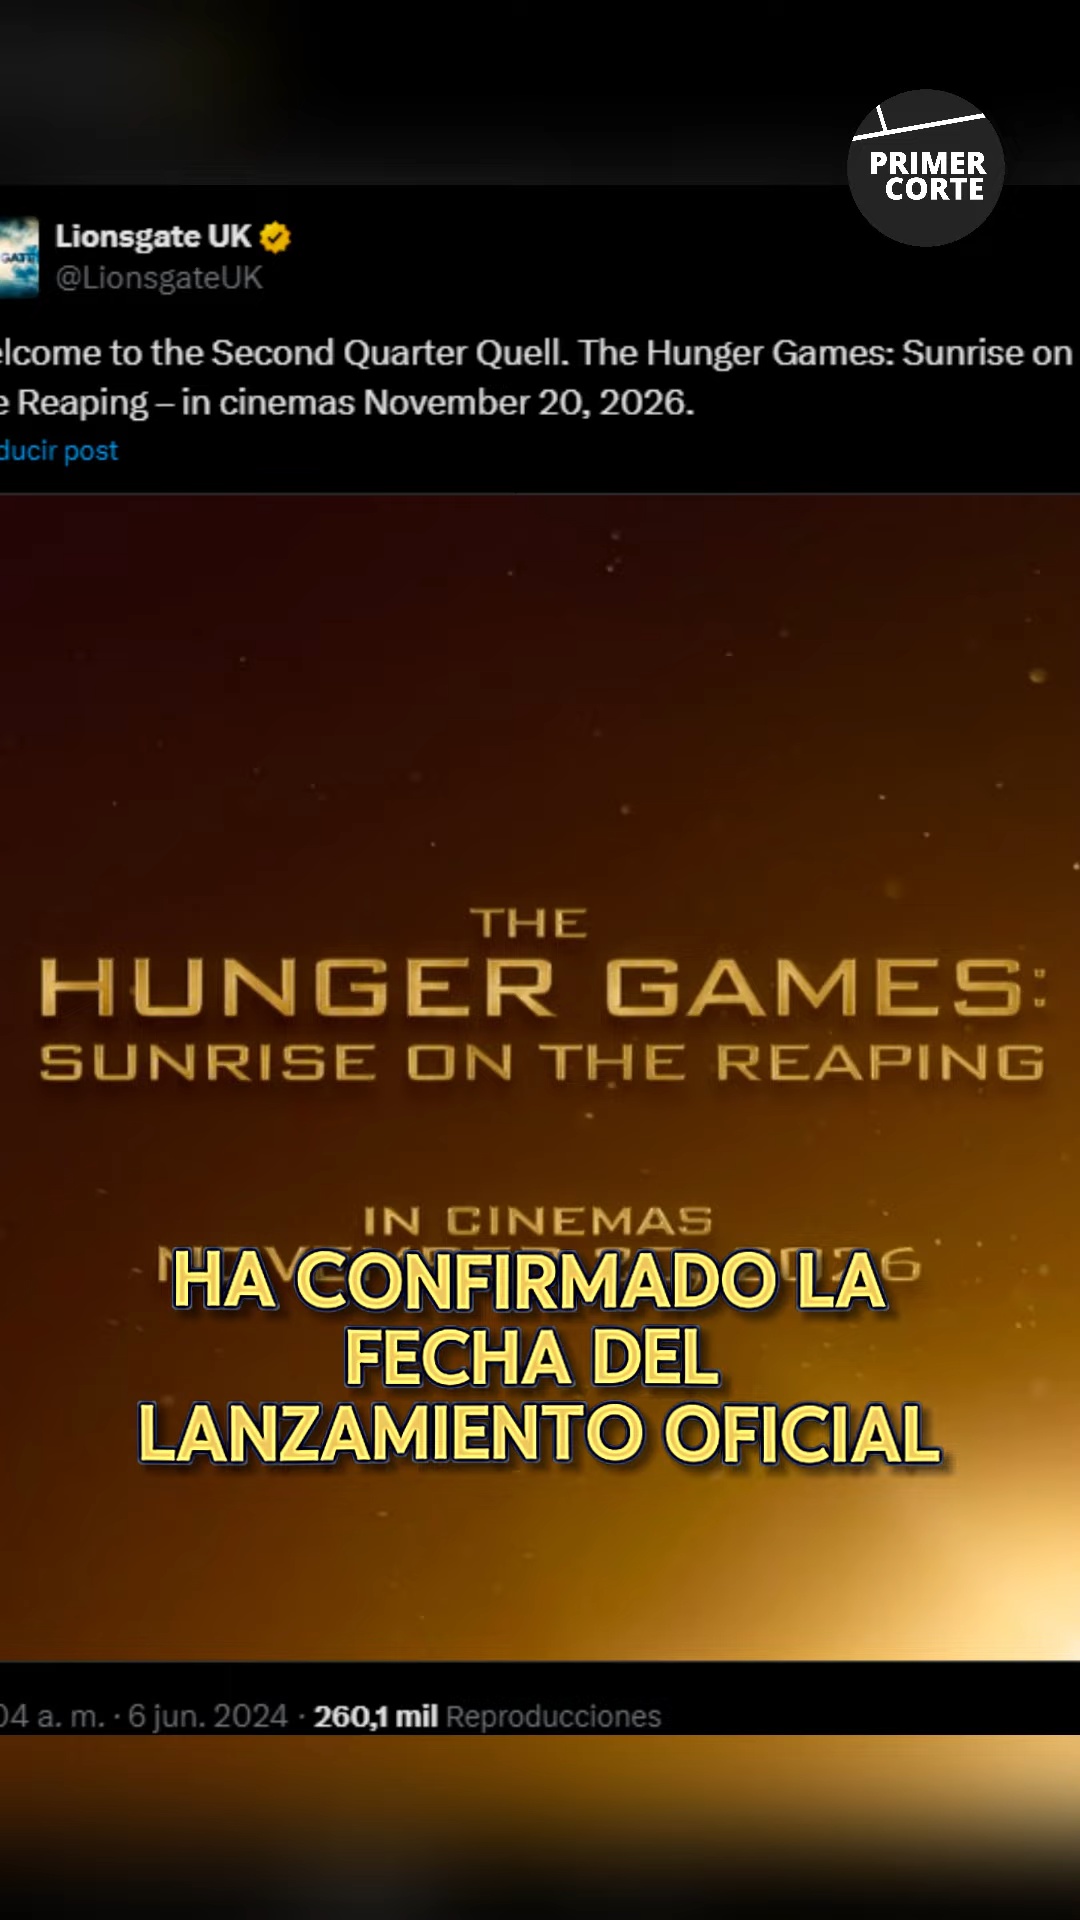 PRIMER
CORTE
Lionsgate UK
@LionsgateUK
elcome to the Second Quarter Quell. The Hunger Games: Sunrise on
e Reaping – in cinemas November 20, 2026.
ducir post
THE
HUNGER GAMES:
SUNRISE ON THE REAPING
IN CINEMAS
HA CONFIRMADO LA
FECHA DEL
LANZAMIENTO OFICIAL
04 a. m. · 6 jun. 2024 · 260,1 mil Reproducciones